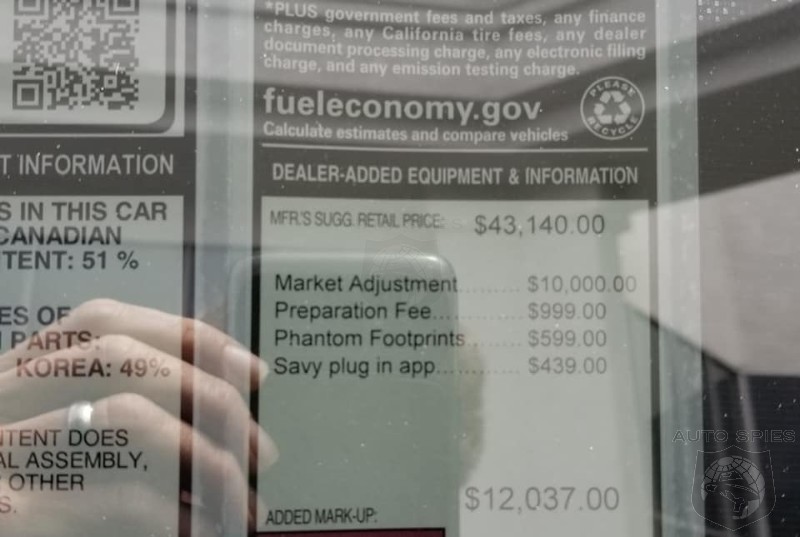 *PLUS government fees and taxes, any finance
charges, any California tire fees, any dealer
document processing charge, any electronic filing
charge, and any emission testing charge.
fueleconomy.gov
Calculate estimates and compare vehicles
PLEASE RECYCLE
T INFORMATION
S IN THIS CAR
CANADIAN
TENT: 51 %
ES OF
PARTS:
KOREA: 49%
TENT DOES
AL ASSEMBLY,
OTHER
S.
DEALER-ADDED EQUIPMENT & INFORMATION
MFR'S SUGG. RETAIL PRICE: $43,140.00
Market Adjustment......... $10,000.00
Preparation Fee............... $999.00
Phantom Footprints......... $599.00
Savy plug in app.............. $439.00
ADDED MARK-UP: $12,037.00
AUTO SPIES